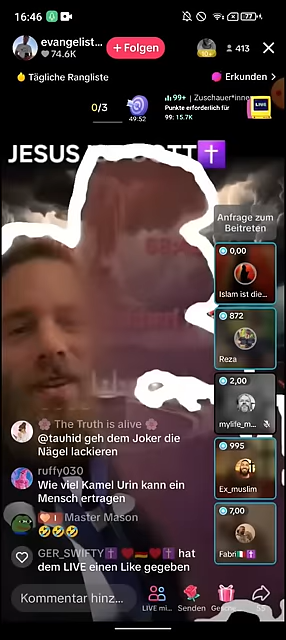 16:46
77
evangelist...
74.6K
+ Folgen
413
Tägliche Rangliste
Erkunden >
0/3
49:52
99+ | Zuschauer*innen
Punkte erforderlich für
99: 15.7K
LIVE
JESUS
Anfrage zum
Beitreten
0,00
Islam ist die...
872
Reza
2,00
mylife_m...
995
Ex_muslim
7,00
Fabri🇮🇹✝️
🌸 The Truth is alive 🌸
@tauhid geh dem Joker die
Nägel lackieren
ruffy030
Wie viel Kamel Urin kann ein
Mensch ertragen
Master Mason
🤣🤣🤣
GER_SWIFTY✝️❤️🇩🇪❤️✝️ hat
dem LIVE einen Like gegeben
Kommentar hinz...
LIVE mi...
Senden
Gesche...
55